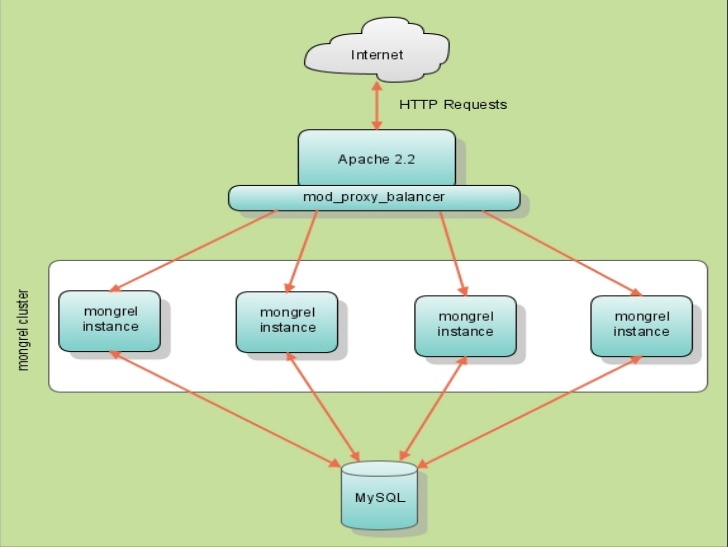 Internet
HTTP Requests
Apache 2.2
mod_proxy_balancer
mongrel cluster
mongrel
instance
mongrel
instance
mongrel
instance
mongrel
instance
MySQL